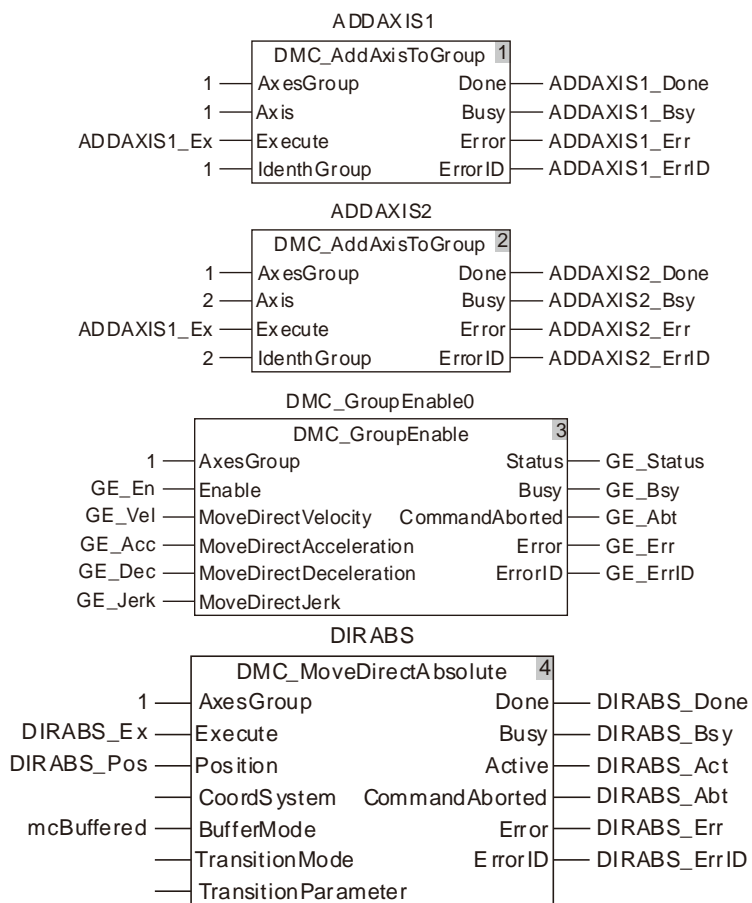 ADDAXIS1
DMC_AddAxisToGroup 1
1 AxesGroup Done ADDAXIS1_Done
1 Axis Busy ADDAXIS1_Bsy
ADDAXIS1_Ex Execute Error ADDAXIS1_Err
1 IdenthGroup ErrorID ADDAXIS1_ErrID
ADDAXIS2
DMC_AddAxisToGroup 2
1 AxesGroup Done ADDAXIS2_Done
2 Axis Busy ADDAXIS2_Bsy
ADDAXIS1_Ex Execute Error ADDAXIS2_Err
2 IdenthGroup ErrorID ADDAXIS2_ErrID
DMC_GroupEnable0
DMC_GroupEnable 3
1 AxesGroup Status GE_Status
GE_En Enable Busy GE_Bsy
GE_Vel MoveDirectVelocity CommandAborted GE_Abt
GE_Acc MoveDirectAcceleration Error GE_Err
GE_Dec MoveDirectDeceleration ErrorID GE_ErrID
GE_Jerk MoveDirectJerk
DIRABS
DMC_MoveDirectAbsolute 4
1 AxesGroup Done DIRABS_Done
DIRABS_Ex Execute Busy DIRABS_Bsy
DIRABS_Pos Position Active DIRABS_Act
CoordSystem CommandAborted DIRABS_Abt
mcBuffered BufferMode Error DIRABS_Err
TransitionMode ErrorID DIRABS_ErrID
TransitionParameter